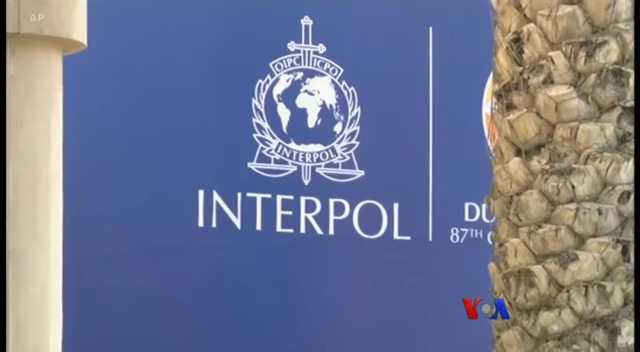 AP
OIPC ICPO
INTERPOL
INTERPOL
DU
87TH
VOA